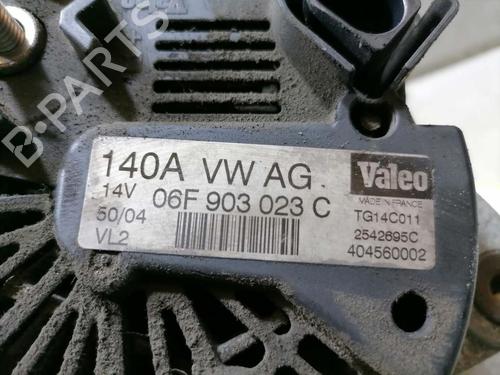 B-PARTS
140A VW AG.
14V 06F 903 023 C
50/04
VL2
Valeo
MADE IN FRANCE
TG14C011
2542695C
404560002